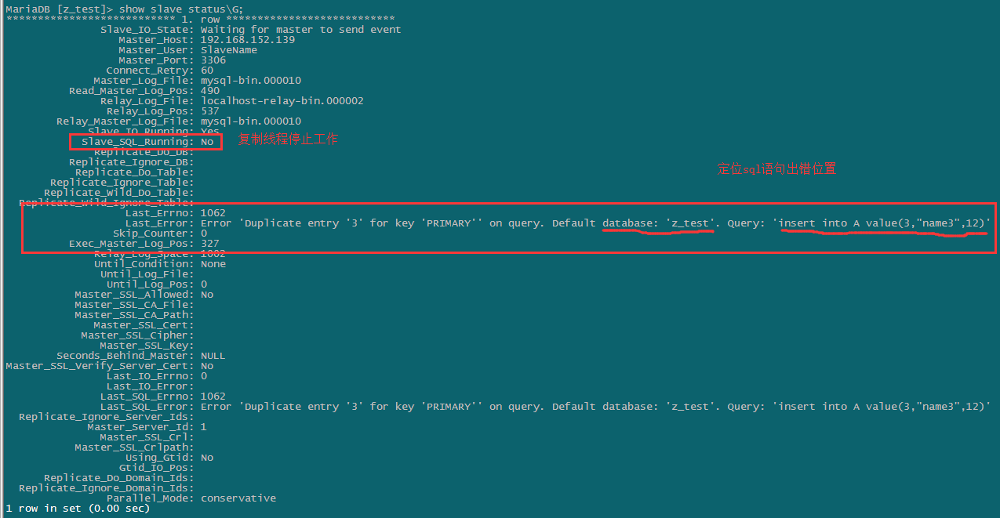 MariaDB [z_test]> show slave status\G;
*************************** 1. row ***************************
Slave_IO_State: Waiting for master to send event
Master_Host: 192.168.152.139
Master_User: SlaveName
Master_Port: 3306
Connect_Retry: 60
Master_Log_File: mysql-bin.000010
Read_Master_Log_Pos: 490
Relay_Log_File: localhost-relay-bin.000002
Relay_Log_Pos: 537
Relay_Master_Log_File: mysql-bin.000010
Slave_IO_Running: Yes
Slave_SQL_Running: No 复制线程停止工作
Replicate_Do_DB:
Replicate_Ignore_DB:
定位sql语句出错位置
Replicate_Do_Table:
Replicate_Ignore_Table:
Replicate_Wild_Do_Table:
Replicate_Wild_Ignore_Table:
Last_Errno: 1062
Last_Error: Error 'Duplicate entry '3' for key 'PRIMARY'' on query. Default database: 'z_test'. Query: 'insert into A value(3,"name3",12)'
Skip_Counter: 0
Exec_Master_Log_Pos: 327
Relay_Log_Space: 1002
Until_Condition: None
Until_Log_File:
Until_Log_Pos: 0
Master_SSL_Allowed: No
Master_SSL_CA_File:
Master_SSL_CA_Path:
Master_SSL_Cert:
Master_SSL_Cipher:
Master_SSL_Key:
Seconds_Behind_Master: NULL
Master_SSL_Verify_Server_Cert: No
Last_IO_Errno: 0
Last_IO_Error:
Last_SQL_Errno: 1062
Last_SQL_Error: Error 'Duplicate entry '3' for key 'PRIMARY'' on query. Default database: 'z_test'. Query: 'insert into A value(3,"name3",12)'
Replicate_Ignore_Server_Ids:
Master_Server_Id: 1
Master_SSL_Crl:
Master_SSL_Crlpath:
Using_Gtid: No
Gtid_IO_Pos:
Replicate_Do_Domain_Ids:
Replicate_Ignore_Domain_Ids:
Parallel_Mode: conservative
1 row in set (0.00 sec)